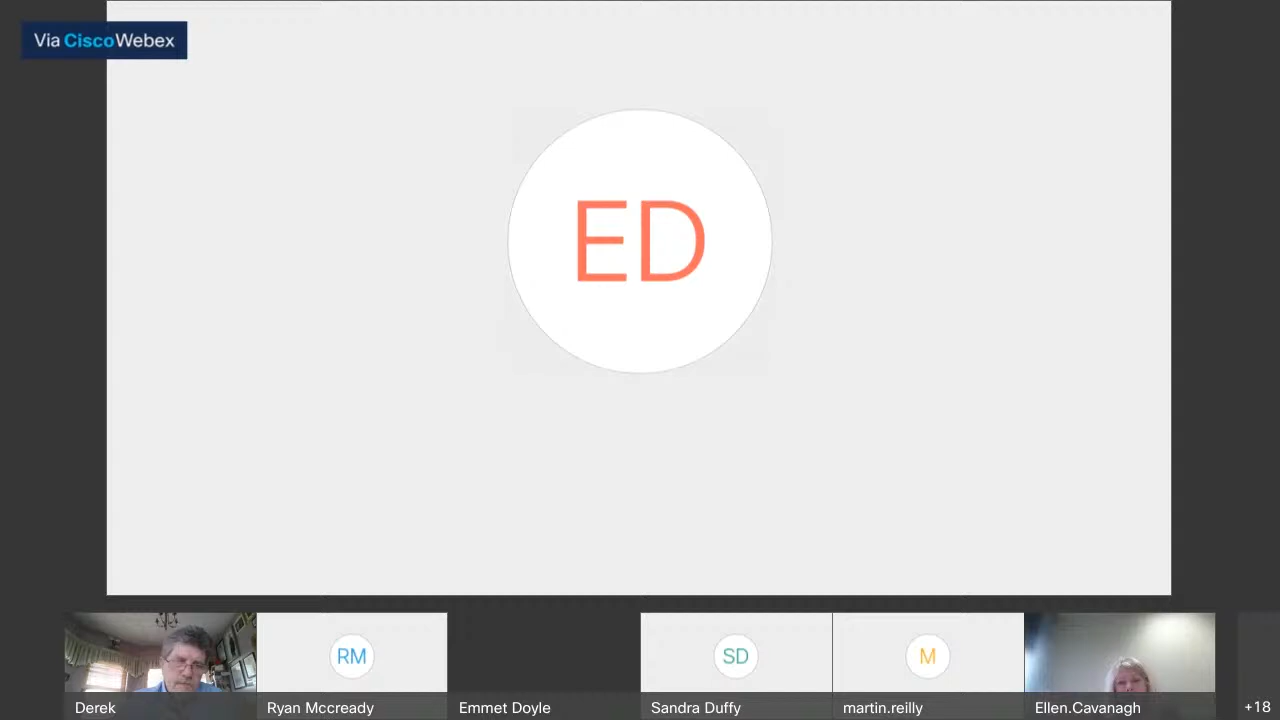 Via CiscoWebex
ED
RM
SD
M
Derek
Ryan Mccready
Emmet Doyle
Sandra Duffy
martin.reilly
Ellen.Cavanagh
+18